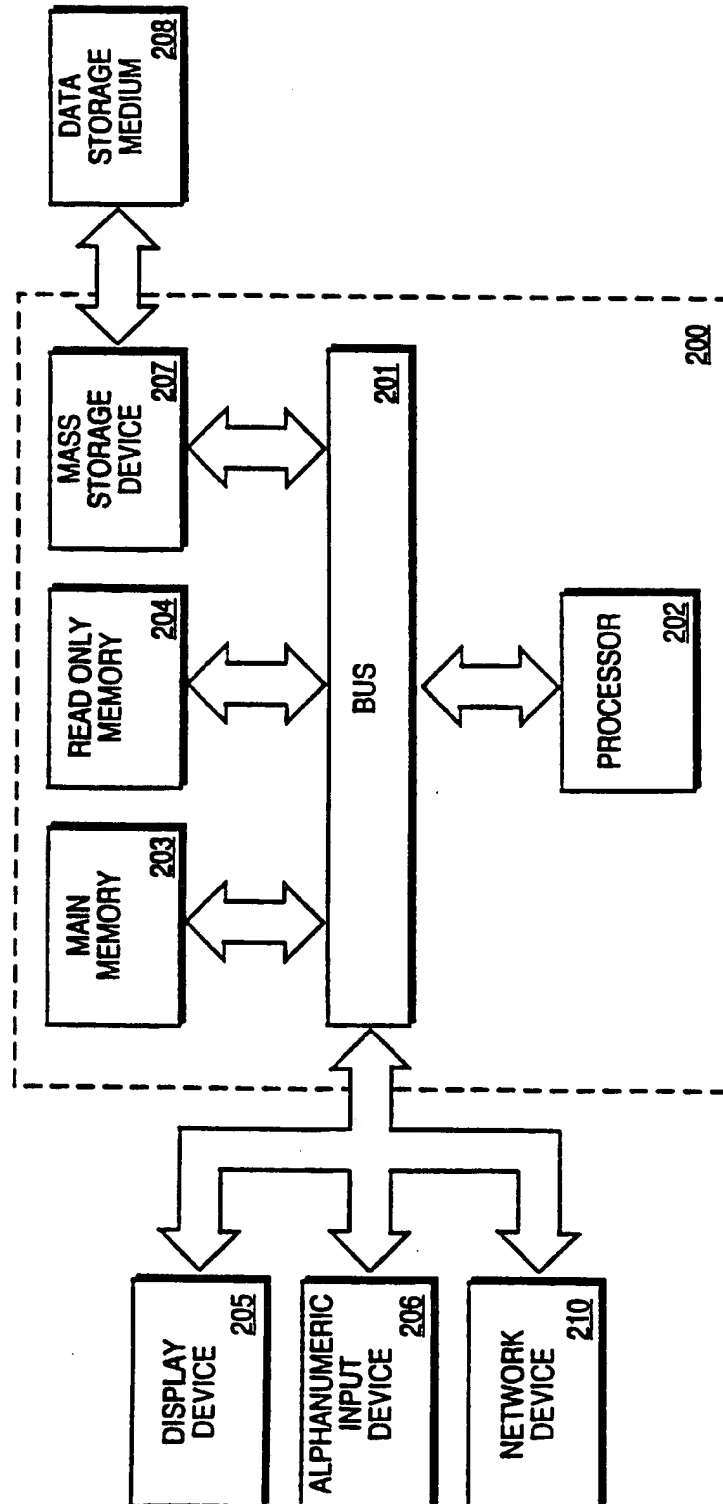 MAIN
MEMORY
203
READ ONLY
MEMORY
204
MASS
STORAGE
DEVICE
207
DATA
STORAGE
MEDIUM
208
DISPLAY
DEVICE
205
ALPHANUMERIC
INPUT
DEVICE
206
NETWORK
DEVICE
210
BUS
201
PROCESSOR
202
200